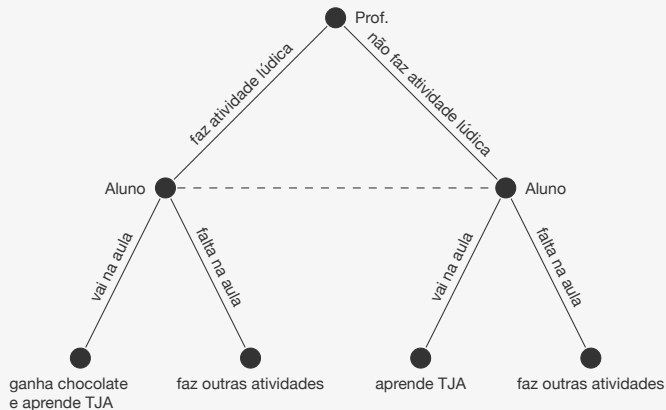 Prof.
faz atividade lúdica
não faz atividade lúdica
Aluno
Aluno
vai na aula
falta na aula
vai na aula
falta na aula
ganha chocolate
e aprende TJA
faz outras atividades
aprende TJA
faz outras atividades